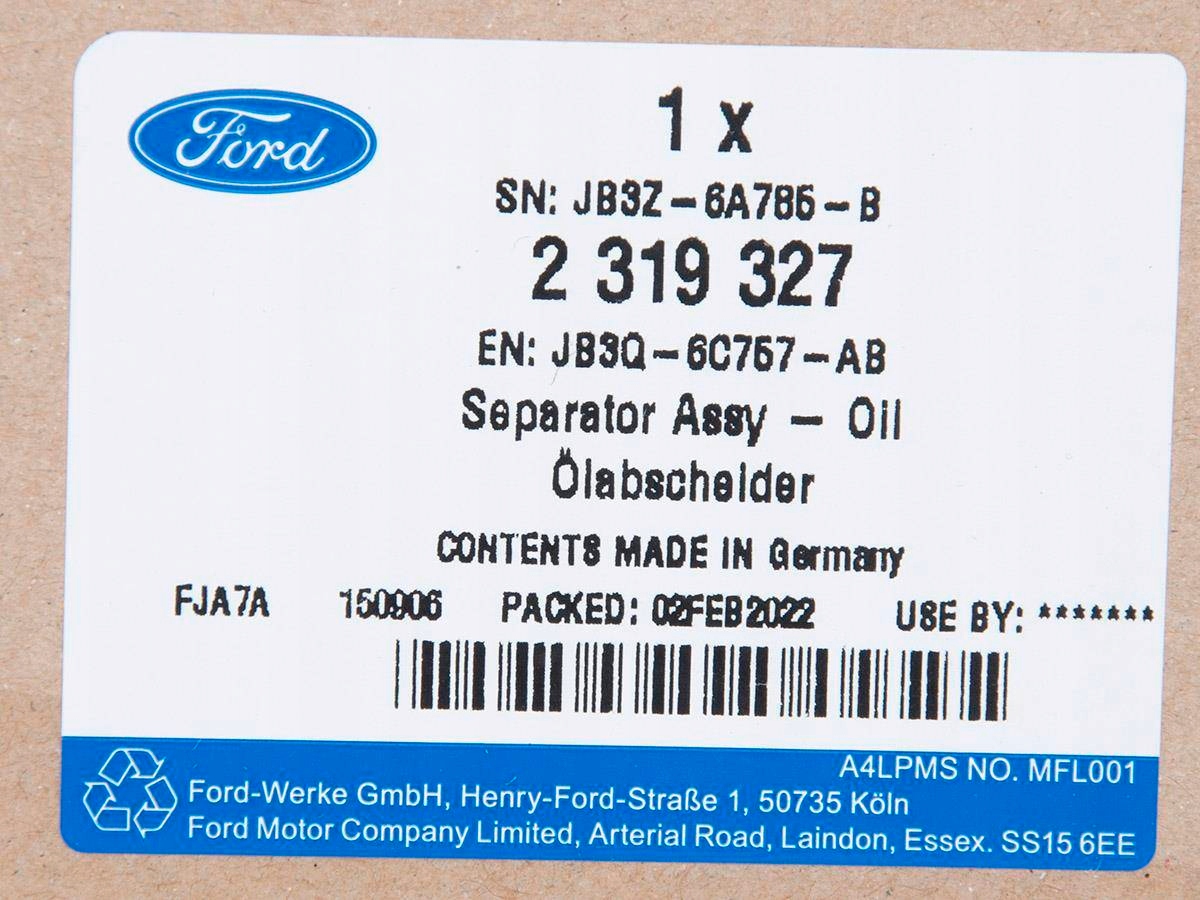 Ford
1 x
SN: JB3Z-6A785-B
2 319 327
EN: JB3Q-6C767-AB
Separator Assy - Oil
Ölabscheider
CONTENTS MADE IN Germany
FJA7A 150906 PACKED: 02FEB2022 USE BY: *******
A4LPMS NO. MFL001
Ford-Werke GmbH, Henry-Ford-Straße 1, 50735 Köln
Ford Motor Company Limited, Arterial Road, Laindon, Essex. SS15 6EE